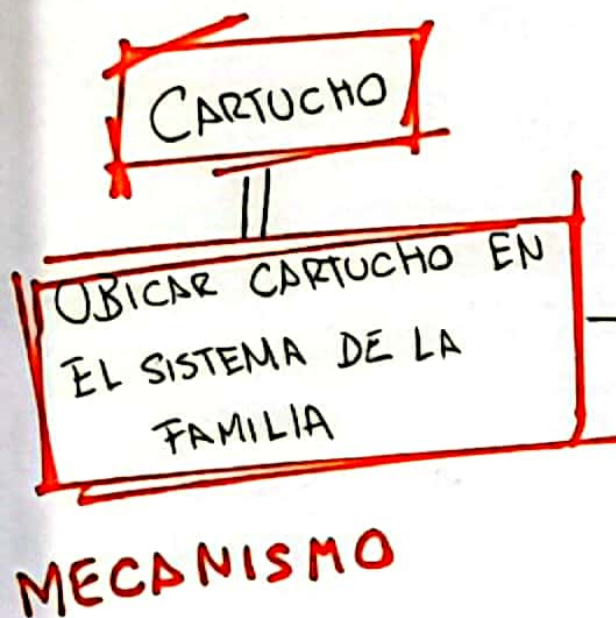 CARTUCHO
UBICAR CARTUCHO EN
EL SISTEMA DE LA
FAMILIA
MECANISMO